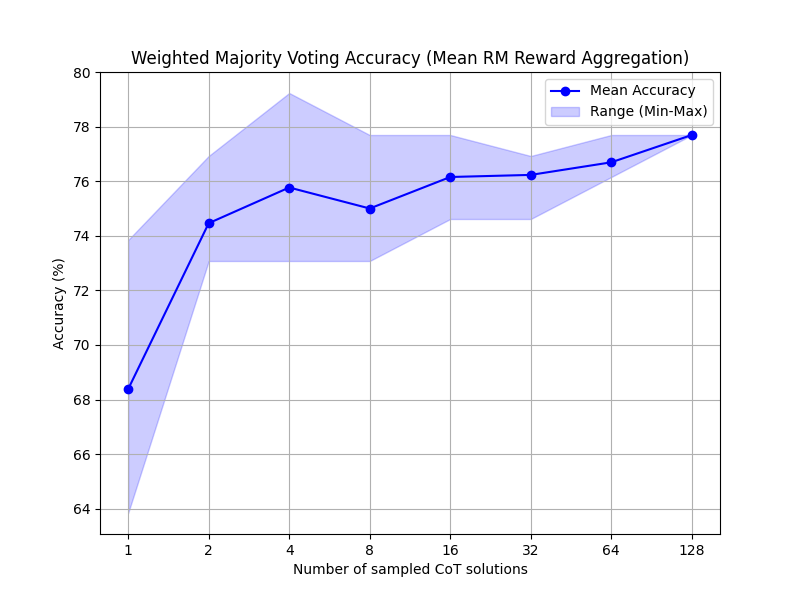 Weighted Majority Voting Accuracy (Mean RM Reward Aggregation)
80
78
76
74
72
70
68
66
64
Accuracy (%)
Mean Accuracy
Range (Min-Max)
1 2 4 8 16 32 64 128
Number of sampled CoT solutions